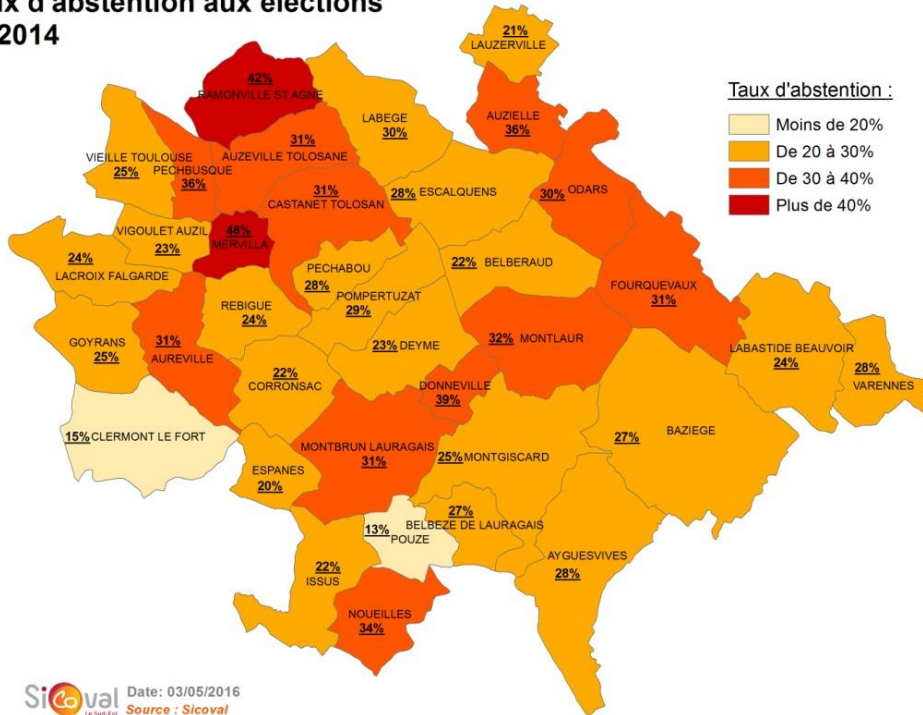 x d'abstention aux élections
2014
21%
LAUZERVILLE
42%
RAMONVILLE ST AGNE
LABEGE
30%
AUZIELLE
36%
Taux d'abstention :
Moins de 20%
De 20 à 30%
De 30 à 40%
Plus de 40%
31%
AUZEVILLE TOLOSANE
VIEILLE TOULOUSE
25%
PECHBUSQUE
36%
31%
CASTANET TOLOSAN
28% ESCALQUENS
30% ODARS
VIGOULET AUZIL
23%
48%
MERVILLA
24%
LACROIX FALGARDE
PECHABOU
28%
22% BELBERAUD
FOURQUEVAUX
31%
POMPERTUZAT
29%
REBIGUE
24%
GOYRANS
25%
31%
AUREVILLE
23% DEYME
32% MONTLAUR
LABASTIDE BEAUVOIR
24%
28%
VARENNES
22%
CORRONSAC
DONNEVILLE
39%
15% CLERMONT LE FORT
MONTBRUN LAURAGAIS
31%
25% MONTGISCARD
27%
BAZIEGE
ESPANES
20%
27%
BELBEZE DE LAURAGAIS
13%
POUZE
AYGUESVIVES
28%
22%
ISSUS
NOUEILLES
34%
Sicoval
Le Sud-Est
Date: 03/05/2016
Source : Sicoval